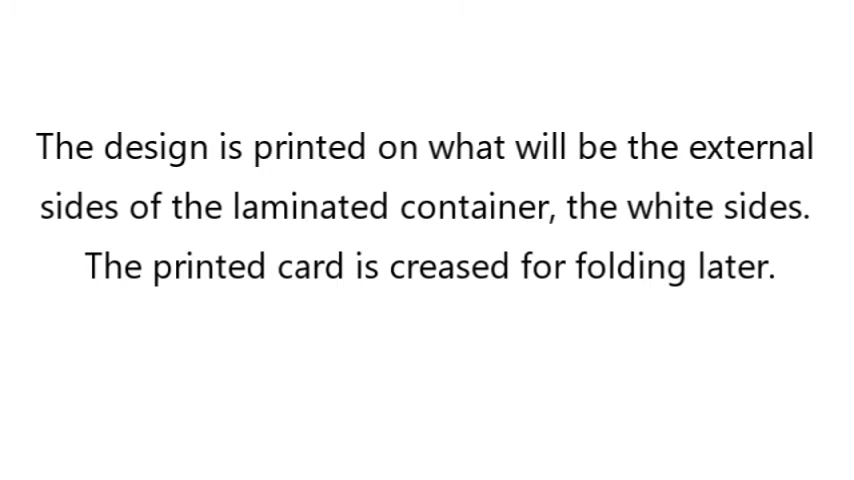 The design is printed on what will be the external
sides of the laminated container, the white sides.
The printed card is creased for folding later.